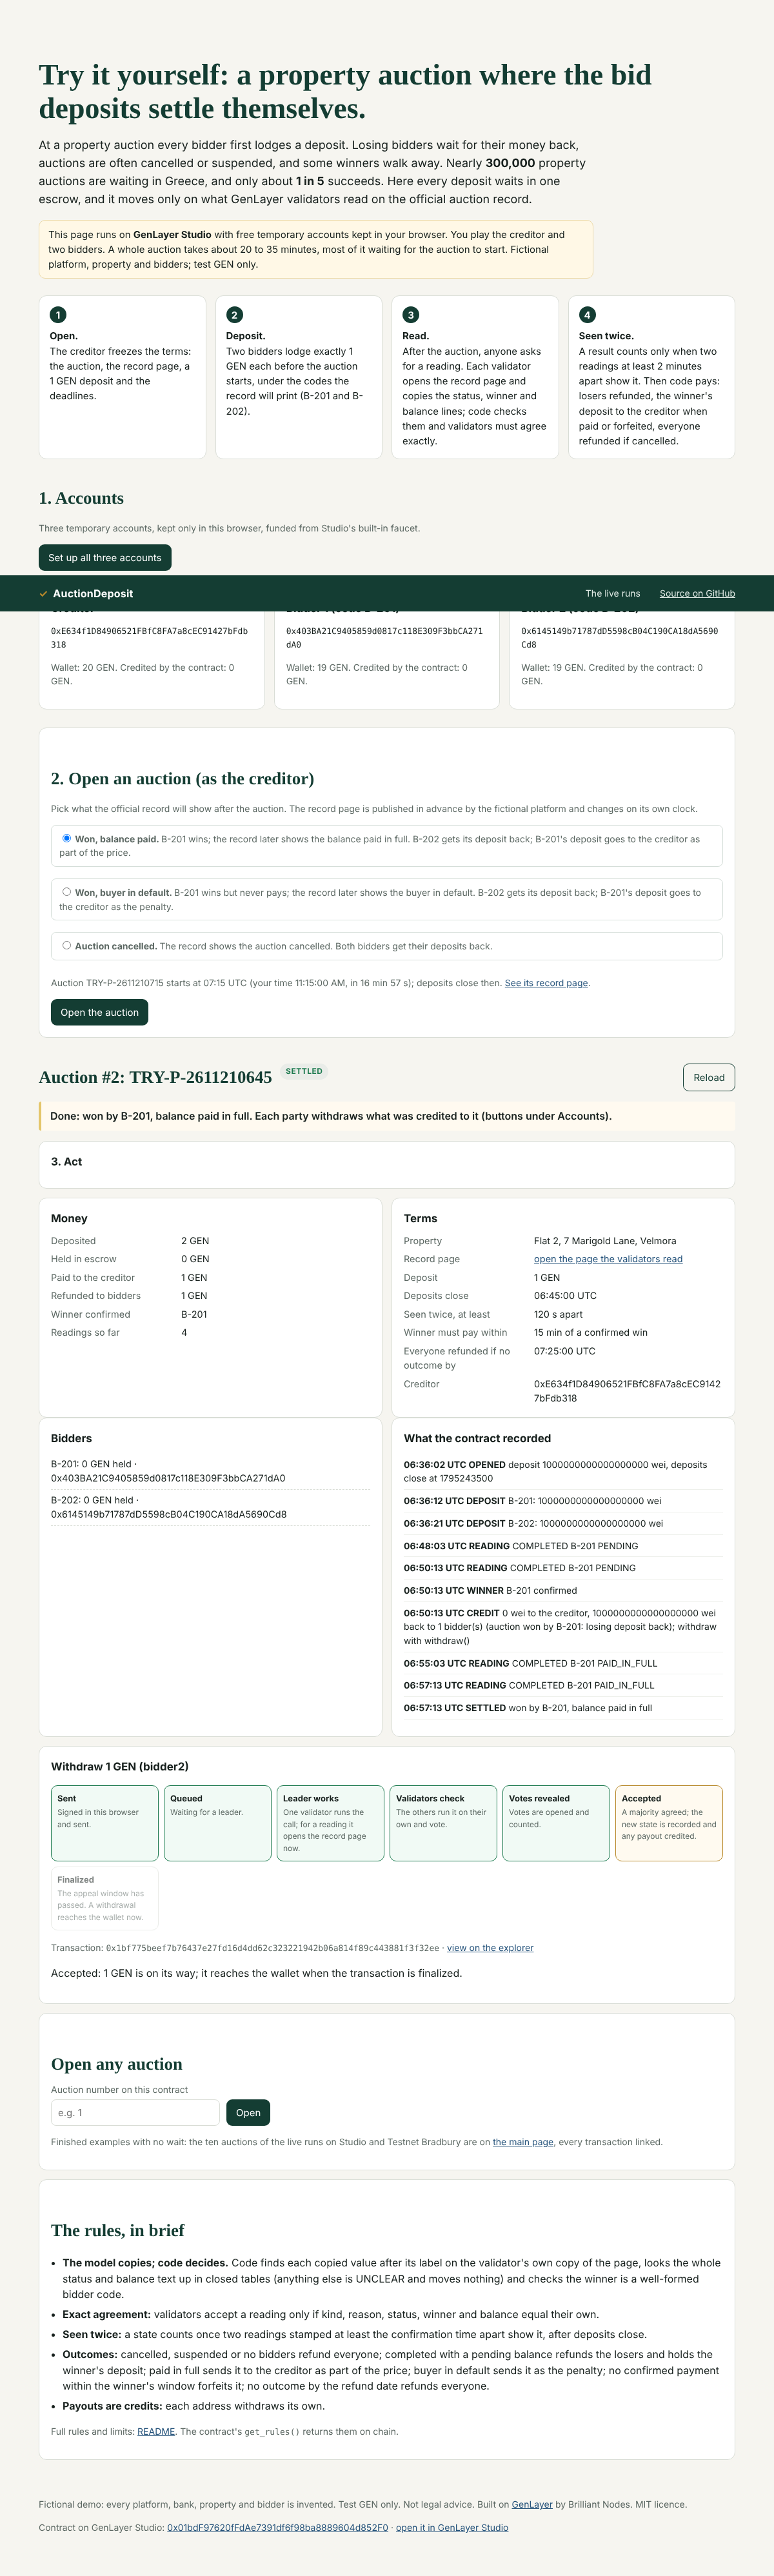 Try it yourself: a property auction where the bid
deposits settle themselves.
At a property auction every bidder first lodges a deposit. Losing bidders wait for their money back,
auctions are often cancelled or suspended, and some winners walk away. Nearly 300,000 property
auctions are waiting in Greece, and only about 1 in 5 succeeds. Here every deposit waits in one
escrow, and it moves only on what GenLayer validators read on the official auction record.
This page runs on GenLayer Studio with free temporary accounts kept in your browser. You play the creditor and
two bidders. A whole auction takes about 20 to 35 minutes, most of it waiting for the auction to start. Fictional
platform, property and bidders; test GEN only.
1
Open.
The creditor freezes the terms:
the auction, the record page, a
1 GEN deposit and the
deadlines.
2
Deposit.
Two bidders lodge exactly 1
GEN each before the auction
starts, under the codes the
record will print (B-201 and B-
202).
3
Read.
After the auction, anyone asks
for a reading. Each validator
opens the record page and
copies the status, winner and
balance lines; code checks
them and validators must agree
exactly.
4
Seen twice.
A result counts only when two
readings at least 2 minutes
apart show it. Then code pays:
losers refunded, the winner's
deposit to the creditor when
paid or forfeited, everyone
refunded if cancelled.
1. Accounts
Three temporary accounts, kept only in this browser, funded from Studio's built-in faucet.
Set up all three accounts
✓ AuctionDeposit
The live runs
Source on GitHub
0xE634f1D84906521FBfC8FA7a8cEC91427bFdb
318
Wallet: 20 GEN. Credited by the contract: 0
GEN.
0x403BA21C9405859d0817c118E309F3bbCA271
dA0
Wallet: 19 GEN. Credited by the contract: 0
GEN.
0x6145149b71787dD5598cB04C190CA18dA5690
Cd8
Wallet: 19 GEN. Credited by the contract: 0
GEN.
2. Open an auction (as the creditor)
Pick what the official record will show after the auction. The record page is published in advance by the fictional platform and changes on its own clock.
Won, balance paid. B-201 wins; the record later shows the balance paid in full. B-202 gets its deposit back; B-201's deposit goes to the creditor as
part of the price.
Won, buyer in default. B-201 wins but never pays; the record later shows the buyer in default. B-202 gets its deposit back; B-201's deposit goes to
the creditor as the penalty.
Auction cancelled. The record shows the auction cancelled. Both bidders get their deposits back.
Auction TRY-P-2611210715 starts at 07:15 UTC (your time 11:15:00 AM, in 16 min 57 s); deposits close then. See its record page.
Open the auction
Auction #2: TRY-P-2611210645 SETTLED
Reload
Done: won by B-201, balance paid in full. Each party withdraws what was credited to it (buttons under Accounts).
3. Act
Money
Deposited 2 GEN
Held in escrow 0 GEN
Paid to the creditor 1 GEN
Refunded to bidders 1 GEN
Winner confirmed B-201
Readings so far 4
Terms
Property Flat 2, 7 Marigold Lane, Velmora
Record page open the page the validators read
Deposit 1 GEN
Deposits close 06:45:00 UTC
Seen twice, at least 120 s apart
Winner must pay within 15 min of a confirmed win
Everyone refunded if no 07:25:00 UTC
outcome by
Creditor 0xE634f1D84906521FBfC8FA7a8cEC9142
7bFdb318
Bidders
B-201: 0 GEN held ·
0x403BA21C9405859d0817c118E309F3bbCA271dA0
B-202: 0 GEN held ·
0x6145149b71787dD5598cB04C190CA18dA5690Cd8
What the contract recorded
06:36:02 UTC OPENED deposit 1000000000000000000 wei, deposits
close at 1795243500
06:36:12 UTC DEPOSIT B-201: 1000000000000000000 wei
06:36:21 UTC DEPOSIT B-202: 1000000000000000000 wei
06:48:03 UTC READING COMPLETED B-201 PENDING
06:50:13 UTC READING COMPLETED B-201 PENDING
06:50:13 UTC WINNER B-201 confirmed
06:50:13 UTC CREDIT 0 wei to the creditor, 1000000000000000000 wei
back to 1 bidder(s) (auction won by B-201: losing deposit back); withdraw
with withdraw()
06:55:03 UTC READING COMPLETED B-201 PAID_IN_FULL
06:57:13 UTC READING COMPLETED B-201 PAID_IN_FULL
06:57:13 UTC SETTLED won by B-201, balance paid in full
Withdraw 1 GEN (bidder2)
Sent
Signed in this browser
and sent.
Queued
Waiting for a leader.
Leader works
One validator runs the
call; for a reading it
opens the record page
now.
Validators check
The others run it on their
own and vote.
Votes revealed
Votes are opened and
counted.
Accepted
A majority agreed; the
new state is recorded and
any payout credited.
Finalized
The appeal window has
passed. A withdrawal
reaches the wallet now.
Transaction: 0x1bf775beef7b76437e27fd16d4dd62c323221942b06a814f89c443881f3f32ee · view on the explorer
Accepted: 1 GEN is on its way; it reaches the wallet when the transaction is finalized.
Open any auction
Auction number on this contract
e.g. 1
Open
Finished examples with no wait: the ten auctions of the live runs on Studio and Testnet Bradbury are on the main page, every transaction linked.
The rules, in brief
• The model copies; code decides. Code finds each copied value after its label on the validator's own copy of the page, looks the whole
status and balance text up in closed tables (anything else is UNCLEAR and moves nothing) and checks the winner is a well-formed
bidder code.
• Exact agreement: validators accept a reading only if kind, reason, status, winner and balance equal their own.
• Seen twice: a state counts once two readings stamped at least the confirmation time apart show it, after deposits close.
• Outcomes: cancelled, suspended or no bidders refund everyone; completed with a pending balance refunds the losers and holds the
winner's deposit; paid in full sends it to the creditor as part of the price; buyer in default sends it as the penalty; no confirmed payment
within the winner's window forfeits it; no outcome by the refund date refunds everyone.
• Payouts are credits: each address withdraws its own.
Full rules and limits: README. The contract's get_rules() returns them on chain.
Fictional demo: every platform, bank, property and bidder is invented. Test GEN only. Not legal advice. Built on GenLayer by Brilliant Nodes. MIT licence.
Contract on GenLayer Studio: 0x01bdF97620fFdAe7391df6f98ba8889604d852F0 · open it in GenLayer Studio